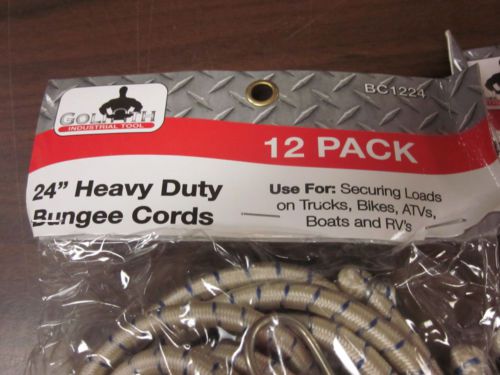 BC1224
GOLIATH
INDUSTRIAL TOOL
12 PACK
24" Heavy Duty
Bungee Cords
Use For: Securing Loads
on Trucks, Bikes, ATVs,
Boats and RV's